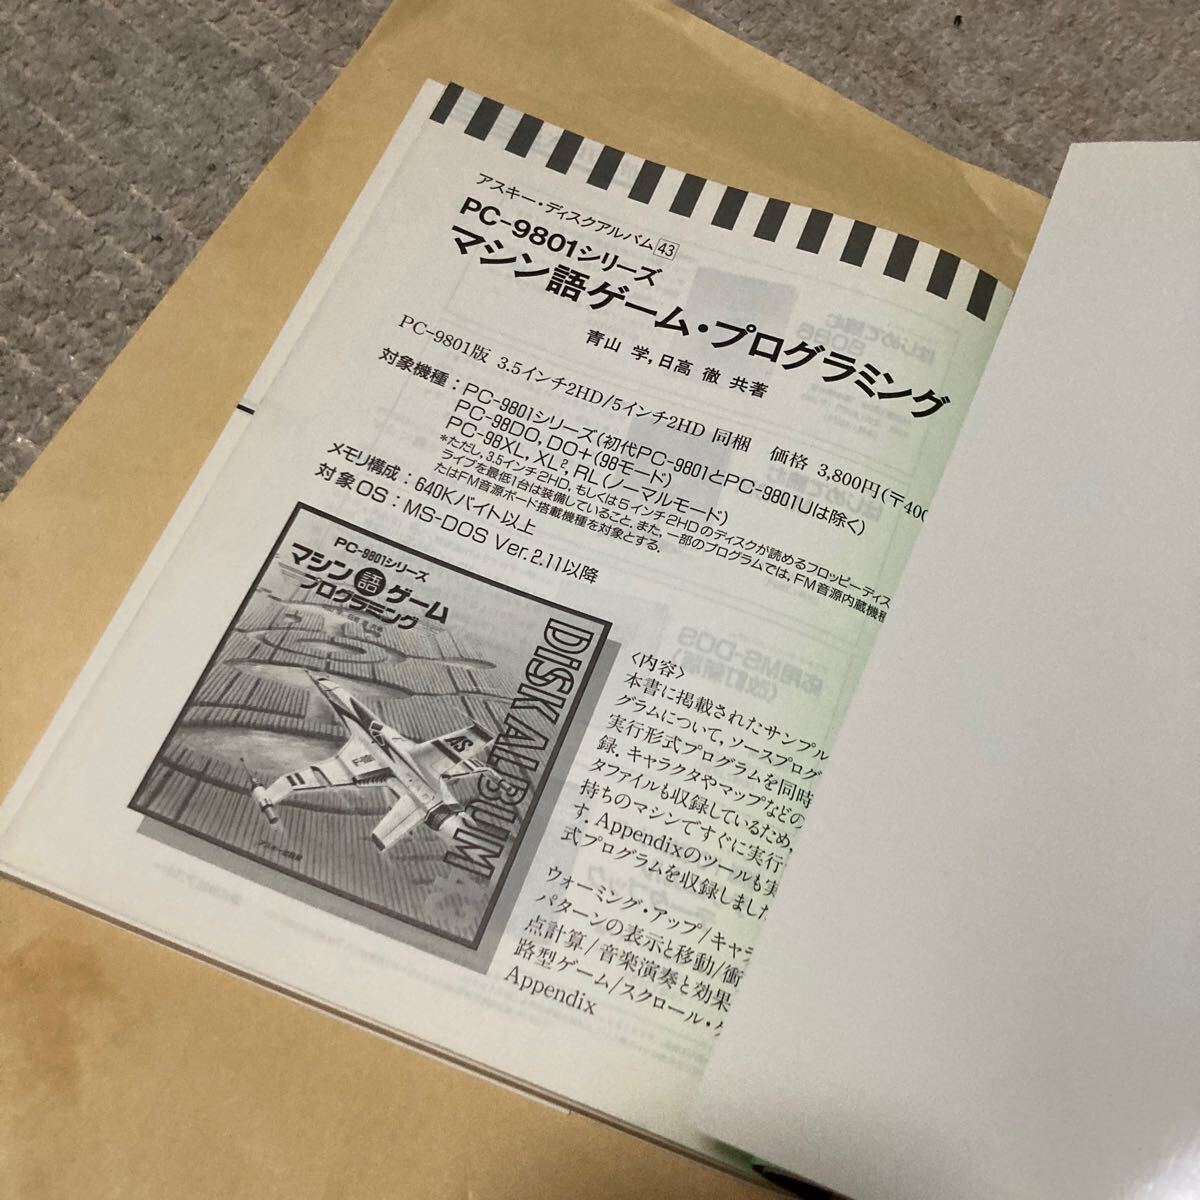 アスキー・ディスクアルバム43
PC-9801シリーズ
マシン語ゲーム・プログラミング
青山 学,日高 徹 共著
PC-9801版 3.5インチ2HD/5インチ2HD 同梱 価格 3,800円(〒400
対象機種:PC-9801シリーズ(初代PC-9801とPC-9801Uは除く)
PC-98DO, DO+(98モード)
PC-98XL, XL², RL(ノーマルモード)
*ただし, 3.5インチ2HD, もしくは5インチ2HDのディスクが読めるフロッピーディス
ライブを最低1台は装備していること. また, 一部のプログラムでは, FM音源内蔵機種
たはFM音源ボード搭載機種を対象とする.
メモリ構成:640Kバイト以上
対象OS:MS-DOS Ver.2.11以降
PC-9801シリーズ
マシン語ゲーム
プログラミング
DISK ALBUM
〈内容〉
本書に掲載されたサンプル
グラムについて, ソースプログ
実行形式プログラムを同時
録. キャラクタやマップなどの
タファイルも収録しているため,
持ちのマシンですぐに実行
す. Appendixのツールも実
式プログラムを収録しました
ウォーミング・アップ/キャラ
パターンの表示と移動/衝
点計算/音楽演奏と効果
路型ゲーム/スクロール・ゲ
Appendix